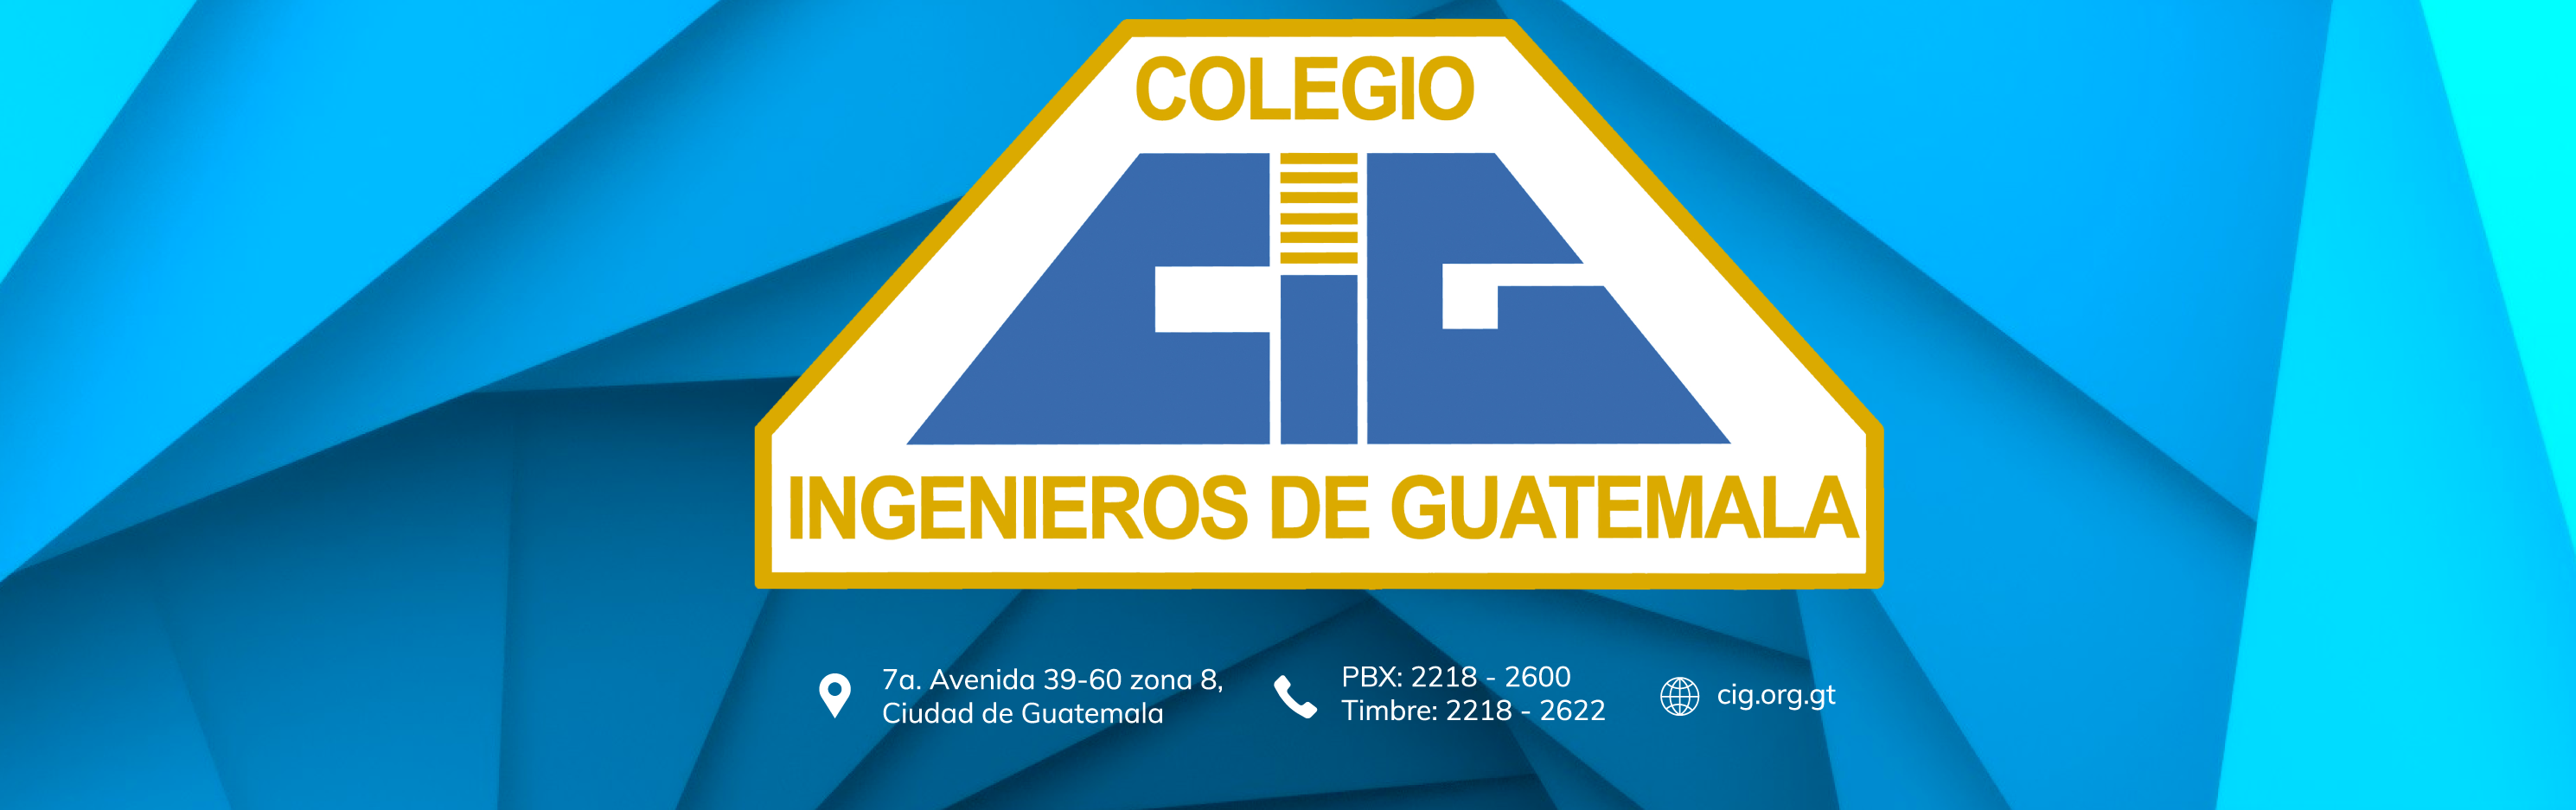 COLEGIO
CIG
INGENIEROS DE GUATEMALA
7a. Avenida 39-60 zona 8,
Ciudad de Guatemala
PBX: 2218 - 2600
Timbre: 2218 - 2622
cig.org.gt